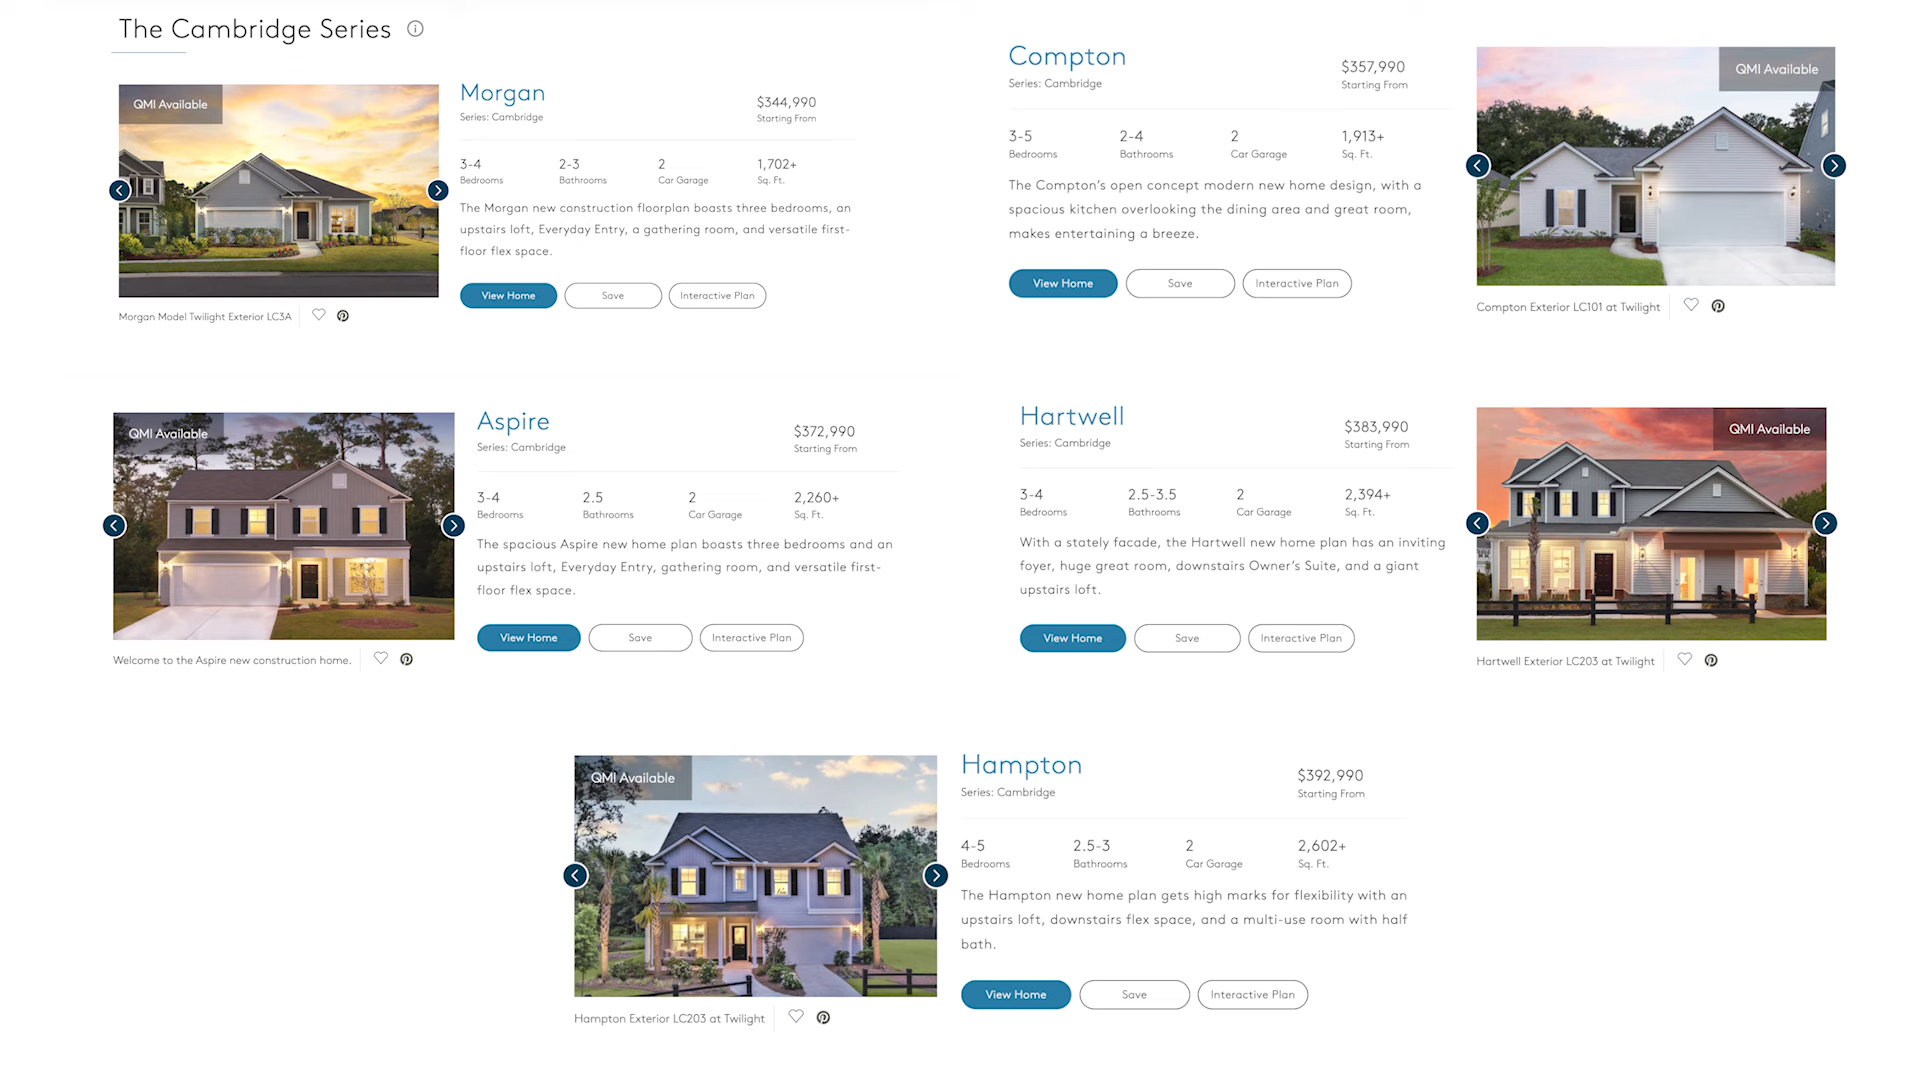 The Cambridge Series
QMI Available
Morgan
Series: Cambridge
$344,990
Starting From
3-4
Bedrooms
2-3
Bathrooms
2
Car Garage
1,702+
Sq. Ft.
The Morgan new construction floorplan boasts three bedrooms, an
upstairs loft, Everyday Entry, a gathering room, and versatile first-
floor flex space.
View Home
Save
Interactive Plan
Morgan Model Twilight Exterior LC3A
Compton
Series: Cambridge
$357,990
Starting From
3-5
Bedrooms
2-4
Bathrooms
2
Car Garage
1,913+
Sq. Ft.
The Compton's open concept modern new home design, with a
spacious kitchen overlooking the dining area and great room,
makes entertaining a breeze.
View Home
Save
Interactive Plan
QMI Available
Compton Exterior LC101 at Twilight
QMI Available
Aspire
Series: Cambridge
$372,990
Starting From
3-4
Bedrooms
2.5
Bathrooms
2
Car Garage
2,260+
Sq. Ft.
The spacious Aspire new home plan boasts three bedrooms and an
upstairs loft, Everyday Entry, gathering room, and versatile first-
floor flex space.
View Home
Save
Interactive Plan
Welcome to the Aspire new construction home.
Hartwell
Series: Cambridge
$383,990
Starting From
3-4
Bedrooms
2.5-3.5
Bathrooms
2
Car Garage
2,394+
Sq. Ft.
With a stately facade, the Hartwell new home plan has an inviting
foyer, huge great room, downstairs Owner's Suite, and a giant
upstairs loft.
View Home
Save
Interactive Plan
QMI Available
Hartwell Exterior LC203 at Twilight
QMI Available
Hampton
Series: Cambridge
$392,990
Starting From
4-5
Bedrooms
2.5-3
Bathrooms
2
Car Garage
2,602+
Sq. Ft.
The Hampton new home plan gets high marks for flexibility with an
upstairs loft, downstairs flex space, and a multi-use room with half
bath.
View Home
Save
Interactive Plan
Hampton Exterior LC203 at Twilight